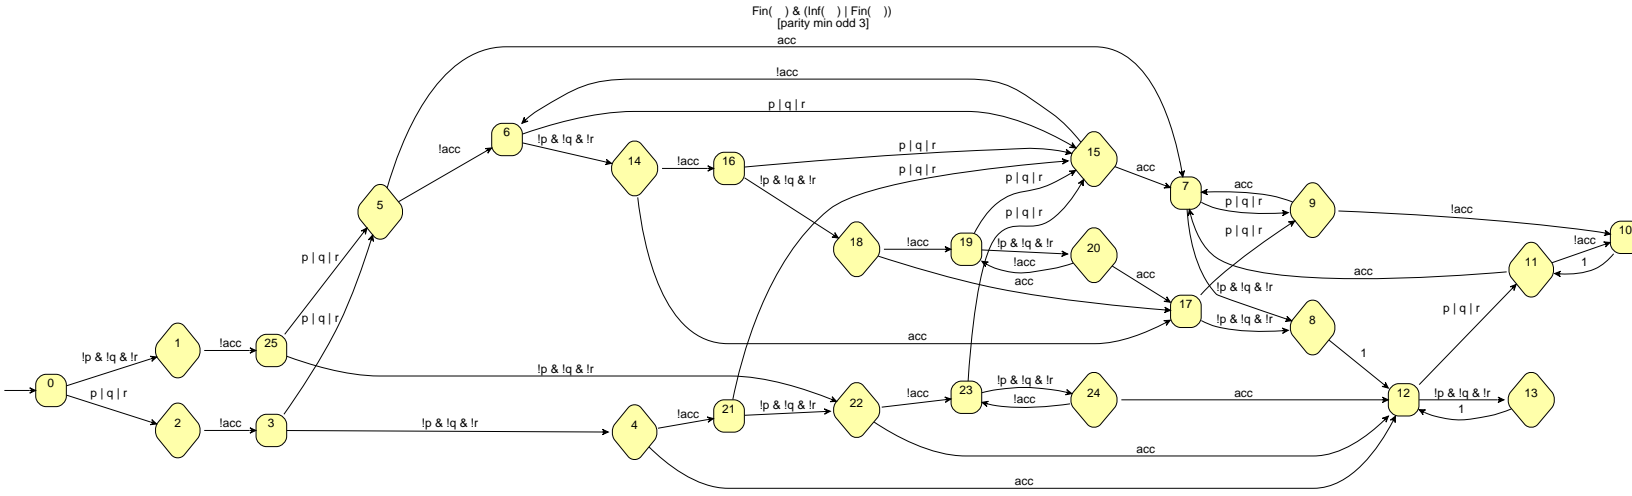 Fin( ) & (Inf( ) | Fin( ))
[parity min odd 3]
acc
!acc
p | q | r
6
!p & !q & !r
!acc
14
!acc
16
p | q | r
15
p | q | r
!p & !q & !r
p | q | r
acc
7
acc
p | q | r
9
!acc
5
p | q | r
p | q | r
18
!acc
19
!p & !q & !r
!acc
20
acc
acc
p | q | r
17
!p & !q & !r
!p & !q & !r
8
acc
11
!acc
1
10
p | q | r
p | q | r
acc
1
0
!p & !q & !r
p | q | r
1
!acc
25
!p & !q & !r
2
!acc
3
!p & !q & !r
4
!acc
21
!p & !q & !r
22
!acc
23
!p & !q & !r
!acc
24
acc
12
!p & !q & !r
1
13
acc
acc